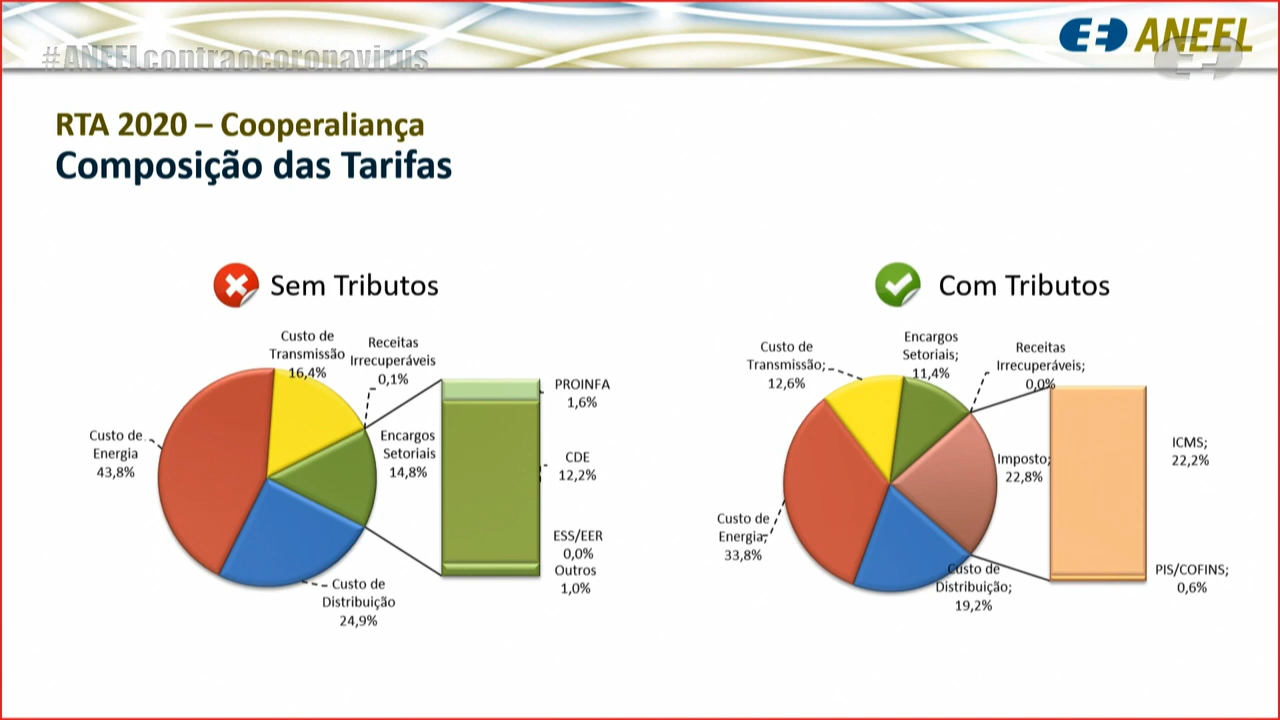 #ANEELcontraocoronavirus
ANEEL
RTA 2020 – Cooperaliança
Composição das Tarifas
Sem Tributos
Custo de
Transmissão
16,4%
Receitas
Irrecuperáveis
0,1%
PROINFA
1,6%
Custo de
Energia
43,8%
Encargos
Setoriais
14,8%
CDE
12,2%
ESS/EER
0,0%
Outros
1,0%
Custo de
Distribuição
24,9%
Com Tributos
Custo de
Transmissão;
12,6%
Encargos
Setoriais;
11,4%
Receitas
Irrecuperáveis;
0,0%
Imposto;
22,8%
ICMS;
22,2%
Custo de
Energia;
33,8%
Custo de
Distribuição;
19,2%
PIS/COFINS;
0,6%